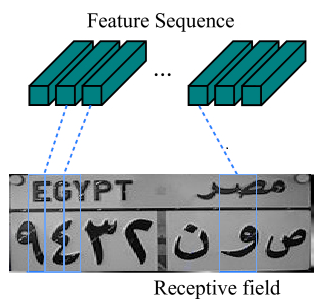 Feature Sequence
...
EGYPT مصر
٩٤٣٢ ص و ن
Receptive field